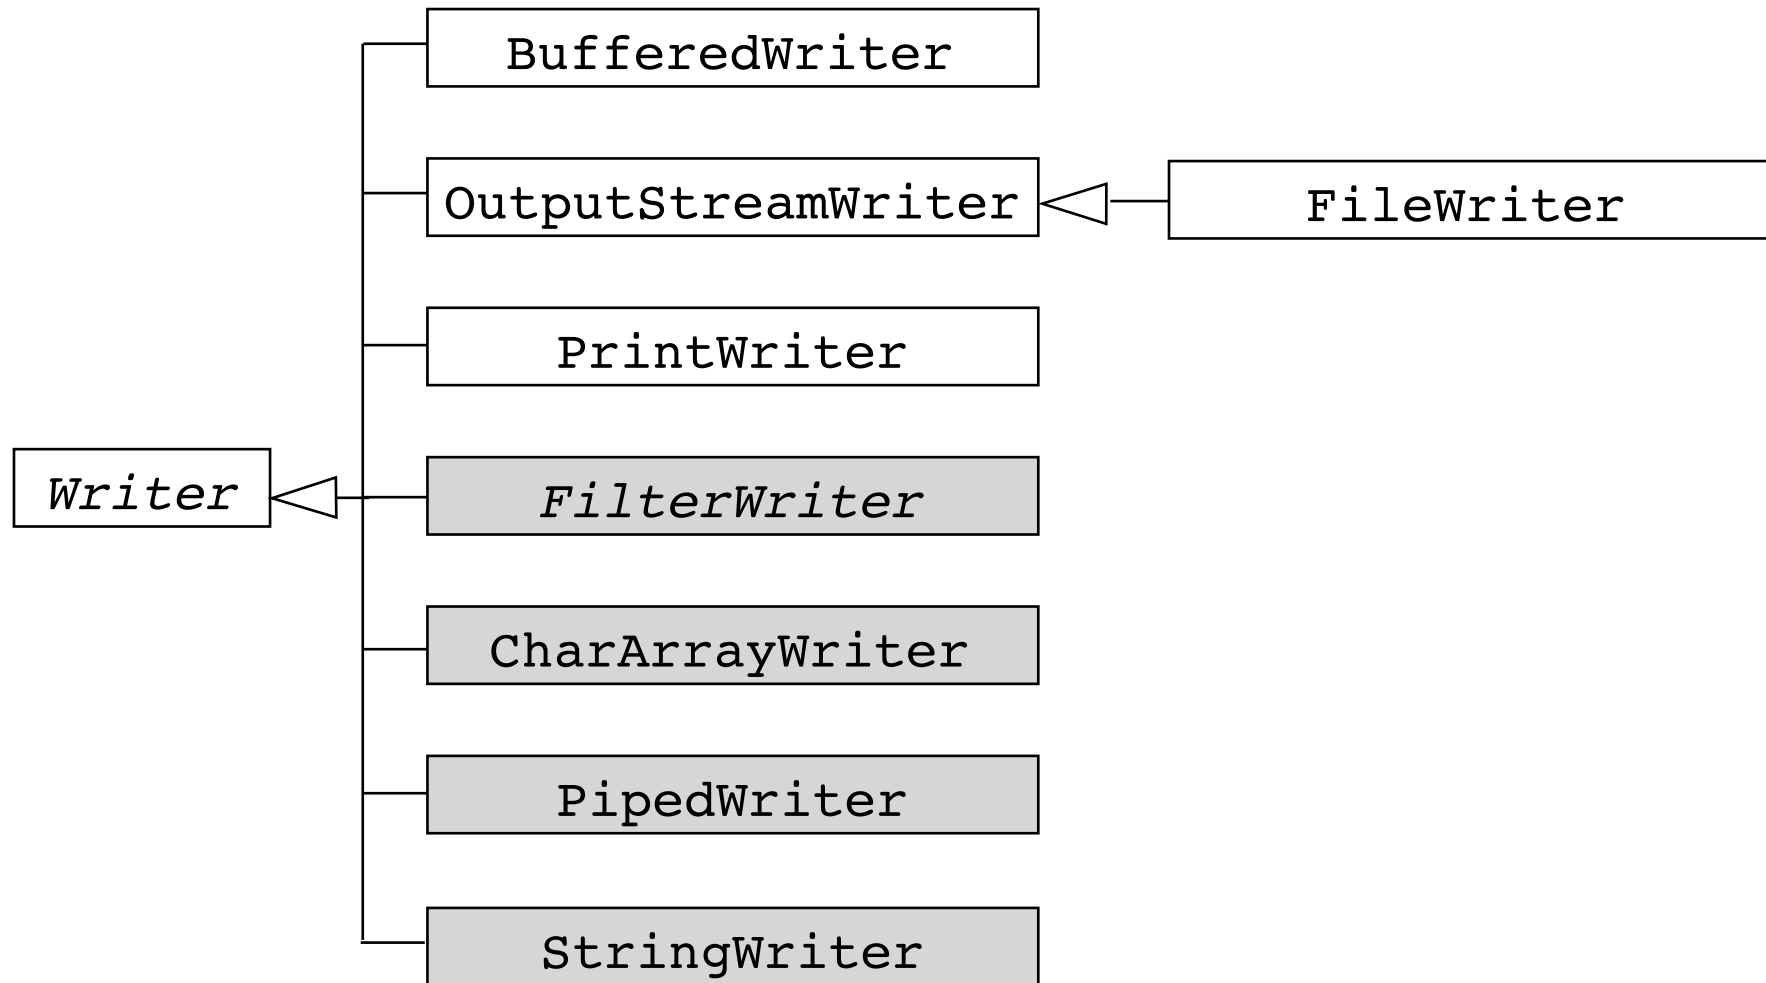 BufferedWriter
OutputStreamWriter
FileWriter
PrintWriter
Writer
FilterWriter
CharArrayWriter
PipedWriter
StringWriter